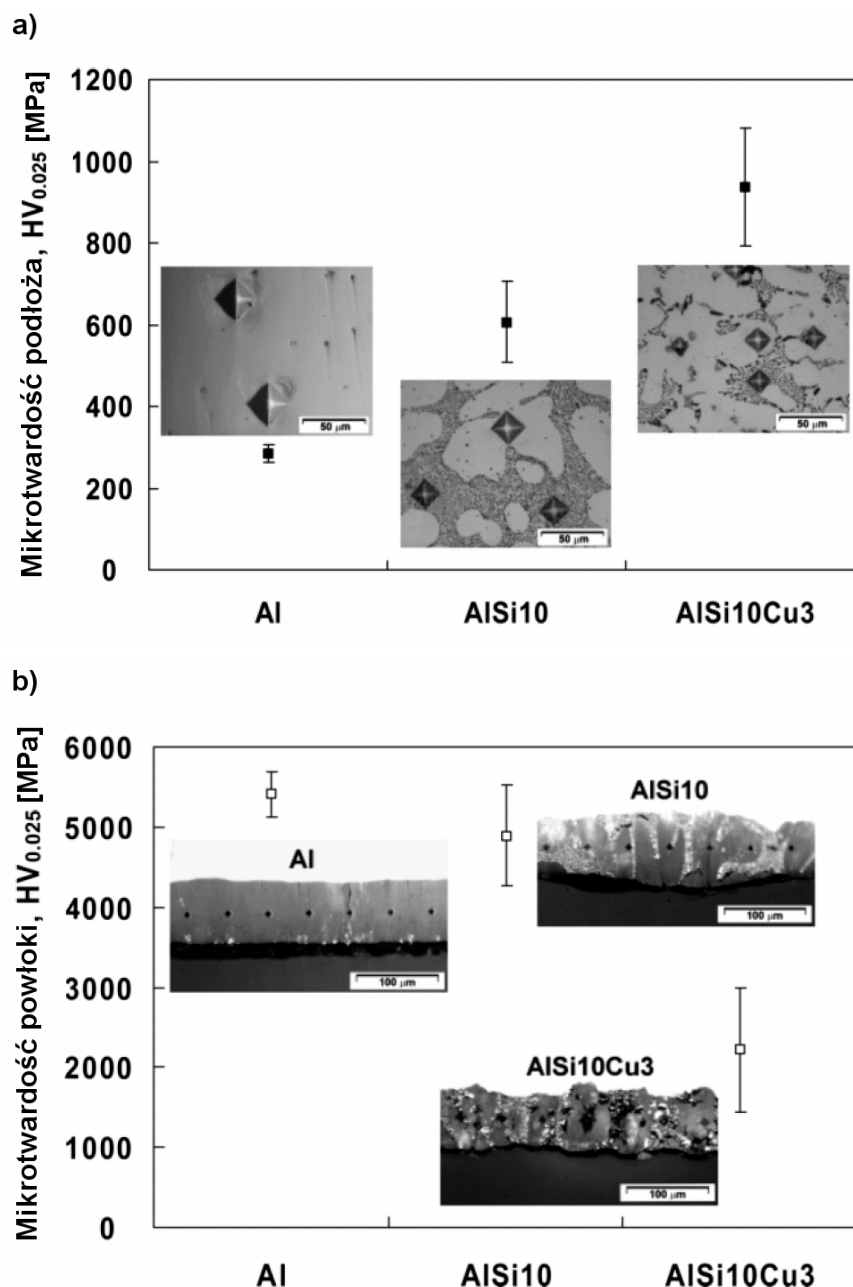 a)
Mikrotwardość podłoża, HV0.025 [MPa]
1200
1000
800
600
400
200
0
50 μm
50 μm
50 μm
Al
AlSi10
AlSi10Cu3
b)
Mikrotwardość powłoki, HV0.025 [MPa]
6000
5000
4000
3000
2000
1000
0
Al
100 μm
AlSi10
100 μm
AlSi10Cu3
100 μm
Al
AlSi10
AlSi10Cu3